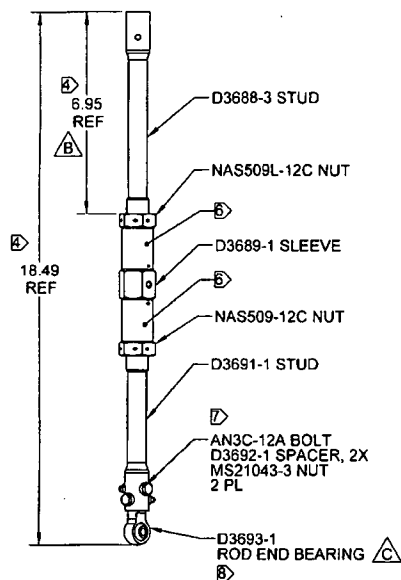 4
6.95
REF
B
D3688-3 STUD
NAS509L-12C NUT
6
D3689-1 SLEEVE
4
18.49
REF
6
NAS509-12C NUT
D3691-1 STUD
7
AN3C-12A BOLT
D3692-1 SPACER, 2X
MS21043-3 NUT
2 PL
D3693-1
ROD END BEARING C
8